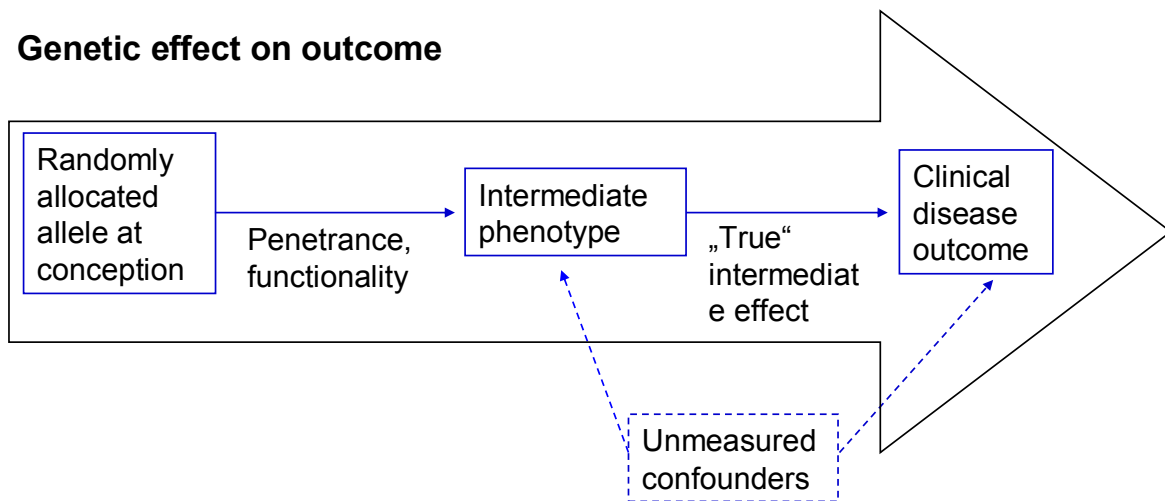 Genetic effect on outcome
Randomly
allocated
allele at
conception
Penetrance,
functionality
Intermediate
phenotype
„True“
intermediat
e effect
Clinical
disease
outcome
Unmeasured
confounders